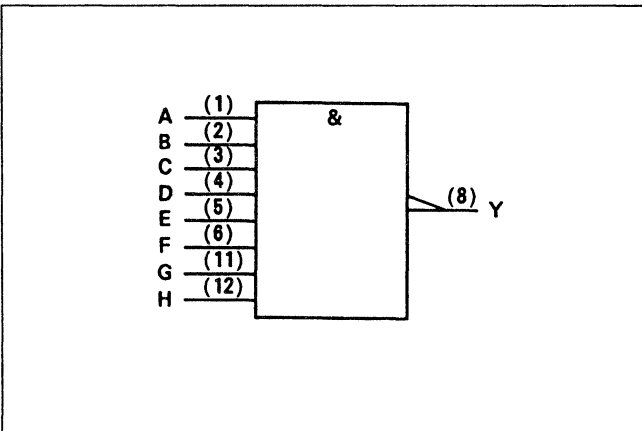 &
A (1)
B (2)
C (3)
D (4)
E (5)
F (6)
G (11)
H (12)
(8) Y